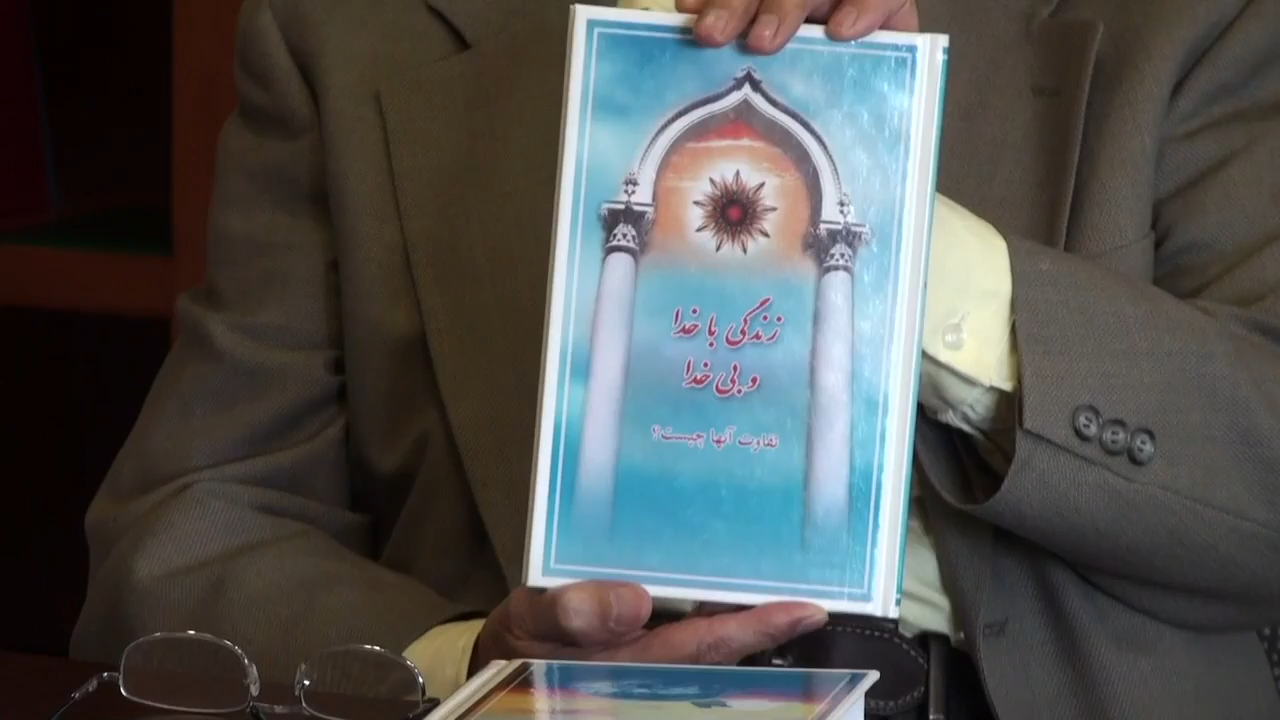 زندگی با خدا
و بی خدا
تفاوت آنها چیست؟